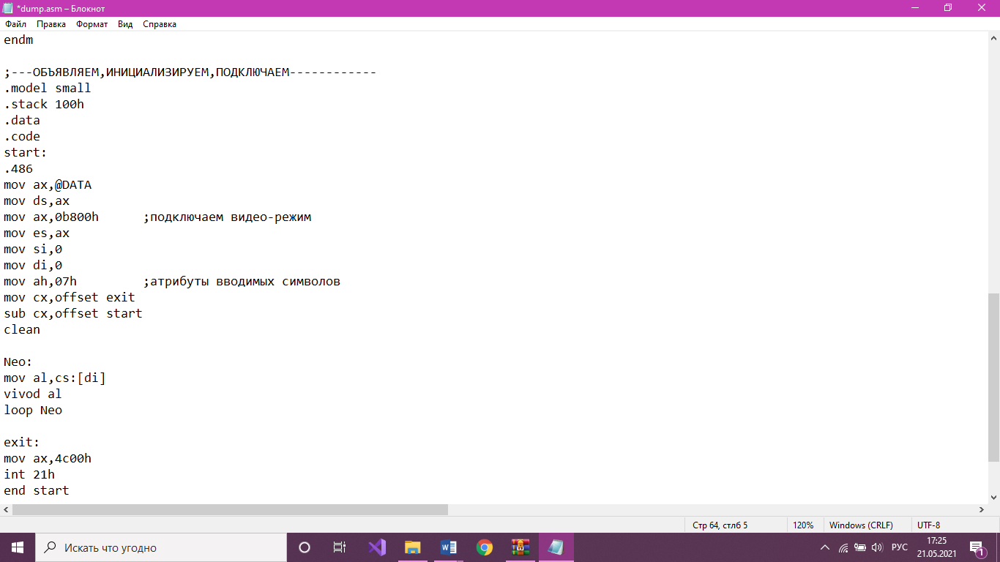 *dump.asm – Блокнот
Файл Правка Формат Вид Справка
endm
;---ОБЪЯВЛЯЕМ,ИНИЦИАЛИЗИРУЕМ,ПОДКЛЮЧАЕМ------------
.model small
.stack 100h
.data
.code
start:
.486
mov ax,@DATA
mov ds,ax
mov ax,0b800h ;подключаем видео-режим
mov es,ax
mov si,0
mov di,0
mov ah,07h ;атрибуты вводимых символов
mov cx,offset exit
sub cx,offset start
clean
Neo:
mov al,cs:[di]
vivod al
loop Neo
exit:
mov ax,4c00h
int 21h
end start
Стр 64, стлб 5 120% Windows (CRLF) UTF-8
Искать что угодно
РУС
17:25
21.05.2021
1